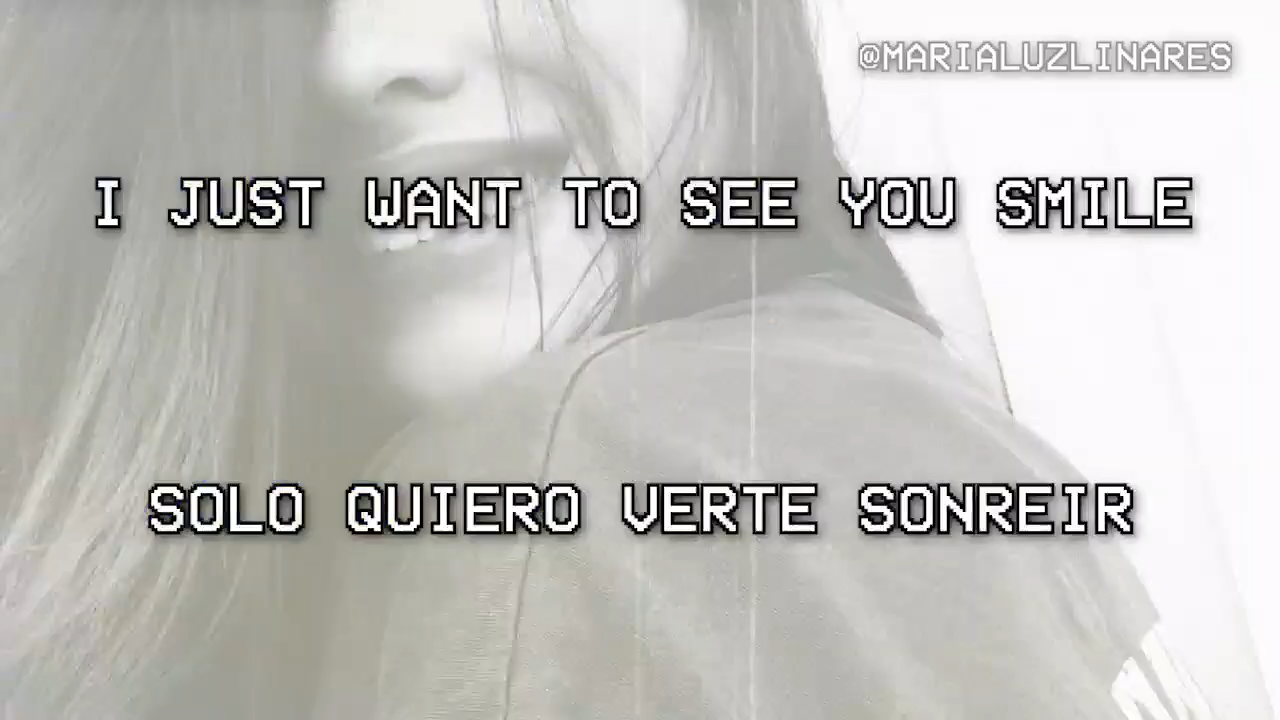 @MARIALUZLINARES
I JUST WANT TO SEE YOU SMILE
SOLO QUIERO VERTE SONREIR